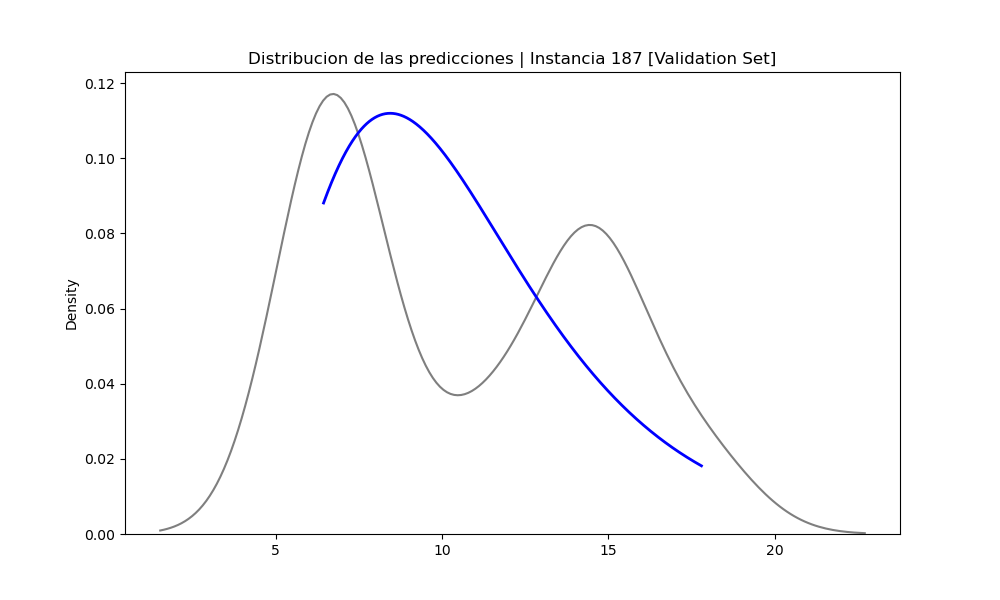 Distribucion de las predicciones | Instancia 187 [Validation Set]
0.12
0.10
0.08
0.06
0.04
0.02
0.00
Density
5 10 15 20